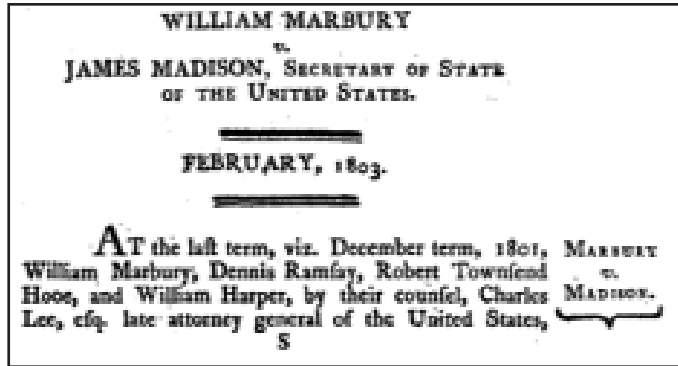 WILLIAM MARBURY
v.
JAMES MADISON, SECRETARY OF STATE
OF THE UNITED STATES.
FEBRUARY, 1803.
AT the laſt term, viz. December term, 1801,
William Marbury, Dennis Ramſay, Robert Townſend
Hooe, and William Harper, by their counſel, Charles
Lee, eſq. late attorney general of the United States,
S
MARBURY
v.
MADISON.